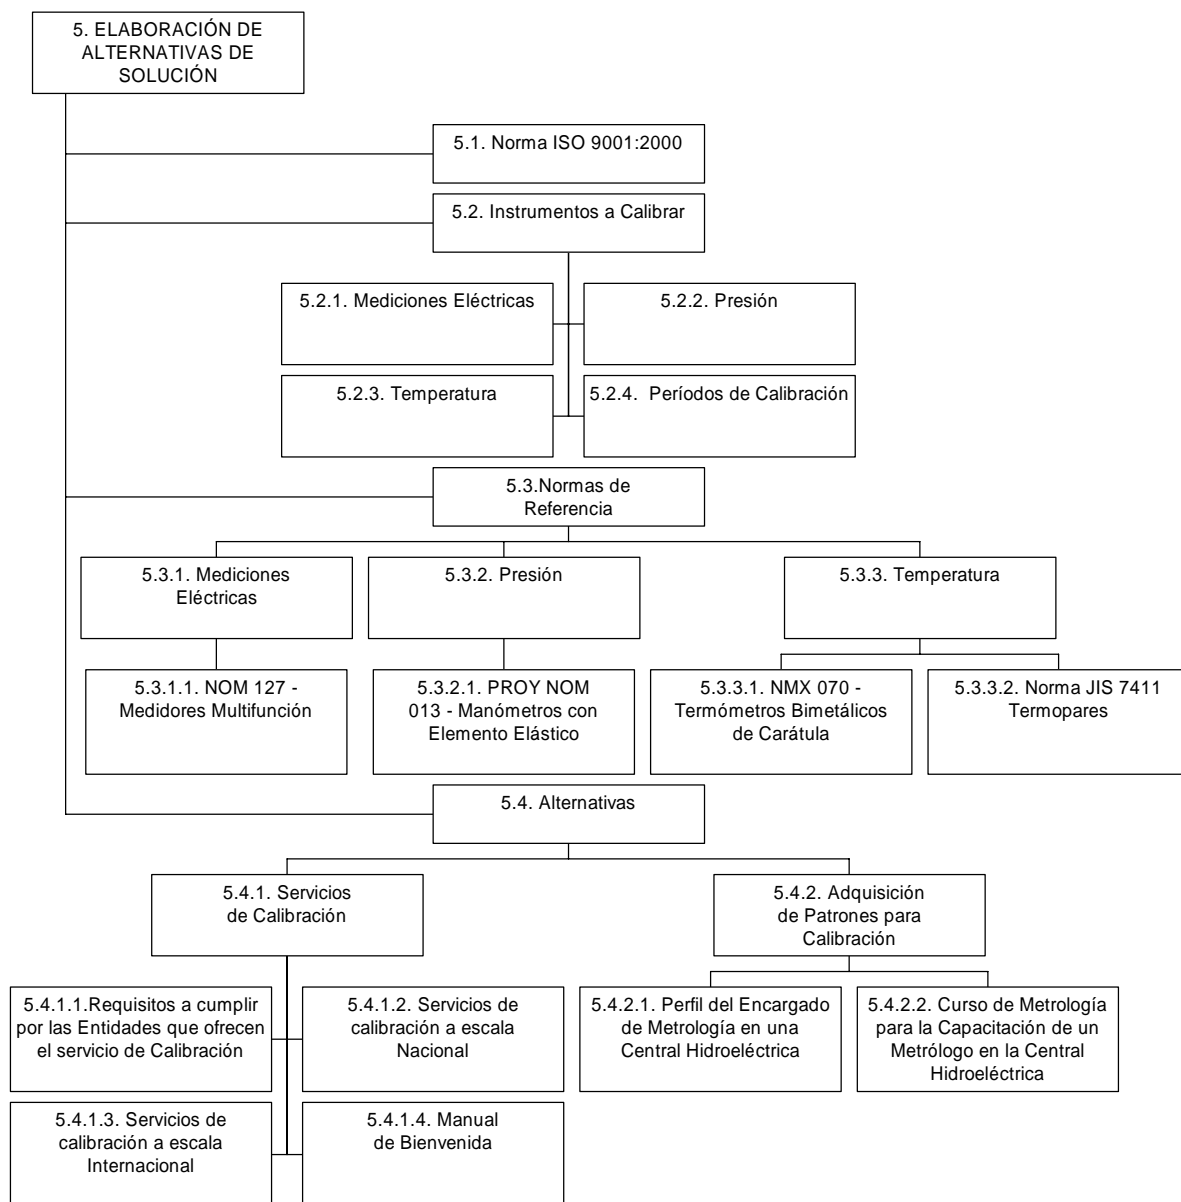 5. ELABORACIÓN DE
ALTERNATIVAS DE
SOLUCIÓN
5.1. Norma ISO 9001:2000
5.2. Instrumentos a Calibrar
5.2.1. Mediciones Eléctricas
5.2.2. Presión
5.2.3. Temperatura
5.2.4. Períodos de Calibración
5.3.Normas de
Referencia
5.3.1. Mediciones
Eléctricas
5.3.2. Presión
5.3.3. Temperatura
5.3.1.1. NOM 127 -
Medidores Multifunción
5.3.2.1. PROY NOM
013 - Manómetros con
Elemento Elástico
5.3.3.1. NMX 070 -
Termómetros Bimetálicos
de Carátula
5.3.3.2. Norma JIS 7411
Termopares
5.4. Alternativas
5.4.1. Servicios
de Calibración
5.4.2. Adquisición
de Patrones para
Calibración
5.4.1.1.Requisitos a cumplir
por las Entidades que ofrecen
el servicio de Calibración
5.4.1.2. Servicios de
calibración a escala
Nacional
5.4.2.1. Perfil del Encargado
de Metrología en una
Central Hidroeléctrica
5.4.2.2. Curso de Metrología
para la Capacitación de un
Metrólogo en la Central
Hidroeléctrica
5.4.1.3. Servicios de
calibración a escala
Internacional
5.4.1.4. Manual
de Bienvenida